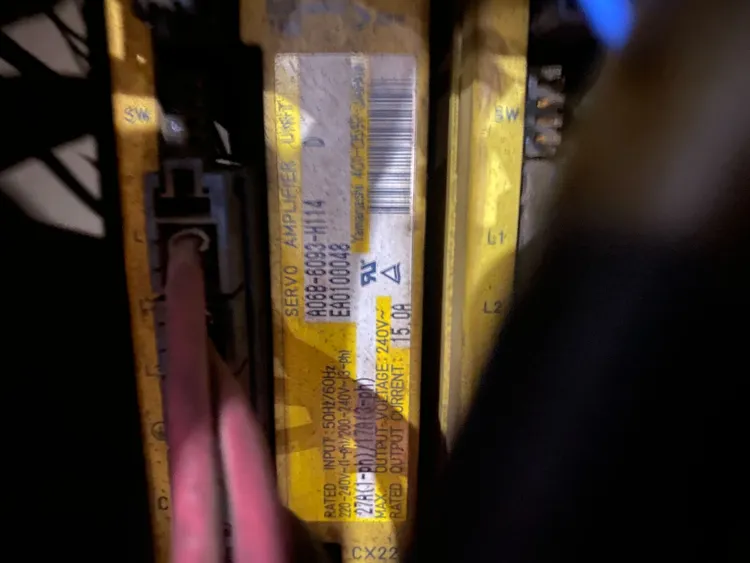 SERVO AMPLIFIER UNIT
A06B-6093-H114 D
EA0100048
RATED INPUT:50Hz/60Hz
220-240V~(1-ph)/200-240V~(3-ph)
27A(1-ph)/17A(3-ph)
MAX. OUTPUT VOLTAGE:240V~
RATED OUTPUT CURRENT: 15.0A
SW
SW
L1
L2
CX22